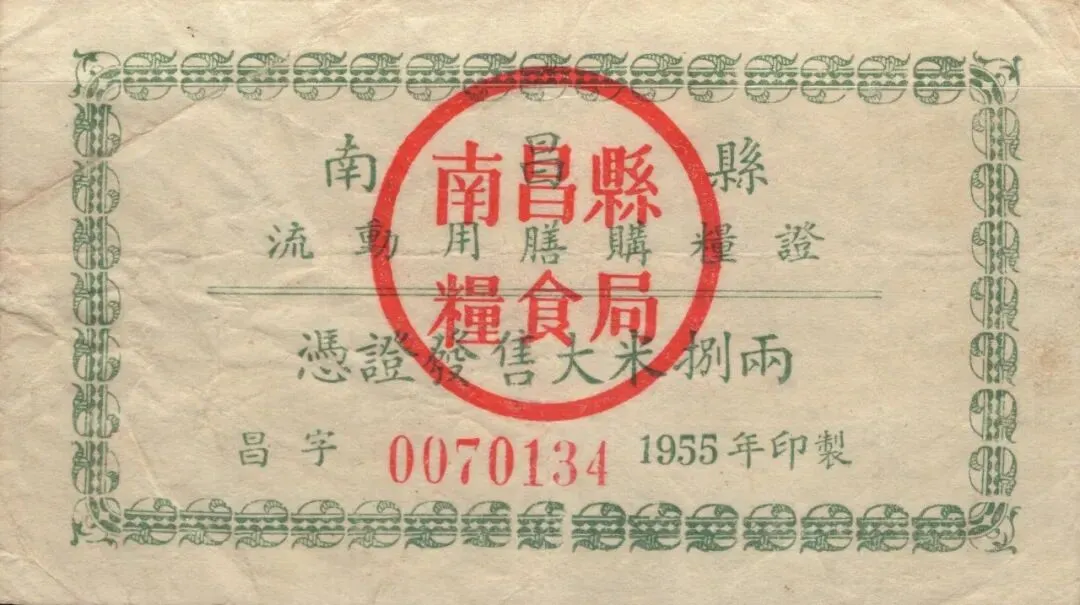 南昌縣
流動用膳購糧證
憑證發售大米捌兩
昌字 0070134 1955年印製
南昌縣
糧食局